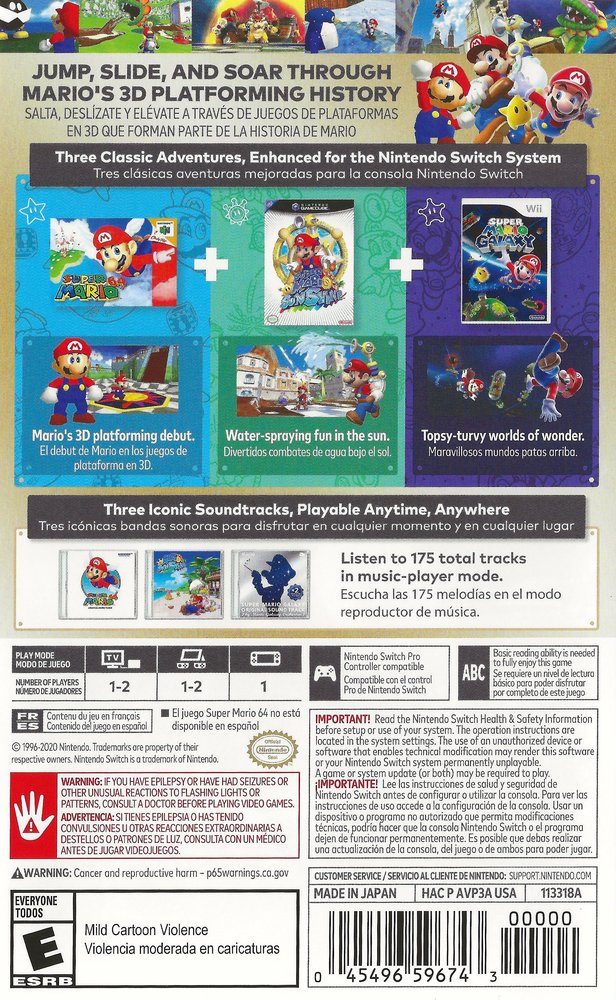 JUMP, SLIDE, AND SOAR THROUGH
MARIO'S 3D PLATFORMING HISTORY
SALTA, DESLÍZATE Y ELÉVATE A TRAVÉS DE JUEGOS DE PLATAFORMAS
EN 3D QUE FORMAN PARTE DE LA HISTORIA DE MARIO
Three Classic Adventures, Enhanced for the Nintendo Switch System
Tres clásicas aventuras mejoradas para la consola Nintendo Switch
SUPER MARIO 64
NINTENDO GAMECUBE
SUPER MARIO SUNSHINE
Wii
SUPER MARIO GALAXY
Nintendo
Mario's 3D platforming debut.
El debut de Mario en los juegos de
plataforma en 3D.
Water-spraying fun in the sun.
Divertidos combates de agua bajo el sol.
Topsy-turvy worlds of wonder.
Maravillosos mundos patas arriba.
Three Iconic Soundtracks, Playable Anytime, Anywhere
Tres icónicas bandas sonoras para disfrutar en cualquier momento y en cualquier lugar
SUPER MARIO 64
SUPER MARIO GALAXY
ORIGINAL SOUND TRACK
Listen to 175 total tracks
in music-player mode.
Escucha las 175 melodías en el modo
reproductor de música.
PLAY MODE
MODO DE JUEGO
TV
NUMBER OF PLAYERS
NÚMERO DE JUGADORES
1-2
1-2
1
Nintendo Switch Pro
Controller compatible
Compatible con el control
Pro de Nintendo Switch
ABC
Basic reading ability is needed
to fully enjoy this game
Se requiere un nivel de lectura
básico para poder disfrutar
por completo de este juego
FR
ES
Contenu du jeu en français
Contenido del juego en español
■ El juego Super Mario 64 no está
disponible en español
© 1996-2020 Nintendo. Trademarks are property of their
respective owners. Nintendo Switch is a trademark of Nintendo.
Official
Nintendo
Seal
WARNING: IF YOU HAVE EPILEPSY OR HAVE HAD SEIZURES OR
OTHER UNUSUAL REACTIONS TO FLASHING LIGHTS OR
PATTERNS, CONSULT A DOCTOR BEFORE PLAYING VIDEO GAMES.
ADVERTENCIA: SI TIENES EPILEPSIA O HAS TENIDO
CONVULSIONES U OTRAS REACCIONES EXTRAORDINARIAS A
DESTELLOS O PATRONES DE LUZ, CONSULTA CON UN MÉDICO
ANTES DE JUGAR VIDEOJUEGOS.
⚠WARNING: Cancer and reproductive harm – p65warnings.ca.gov
IMPORTANT! Read the Nintendo Switch Health & Safety Information
before setup or use of your system. The operation instructions are
located in the system settings. The use of an unauthorized device or
software that enables technical modification may render this software
or your Nintendo Switch system permanently unplayable.
A game or system update (or both) may be required to play.
¡IMPORTANTE! Lee las instrucciones de salud y seguridad de
Nintendo Switch antes de configurar o utilizar la consola. Para ver las
instrucciones de uso accede a la configuración de la consola. Usar un
dispositivo o programa no autorizado que permita modificaciones
técnicas, podría hacer que la consola Nintendo Switch o el programa
dejen de funcionar permanentemente. Es posible que debas realizar
una actualización de la consola, del juego o de ambos para poder jugar.
CUSTOMER SERVICE / SERVICIO AL CLIENTE DE NINTENDO: SUPPORT.NINTENDO.COM
MADE IN JAPAN
HAC P AVP3A USA
113318A
EVERYONE
TODOS
E
ESRB
Mild Cartoon Violence
Violencia moderada en caricaturas
00000
0 45496 59674 3